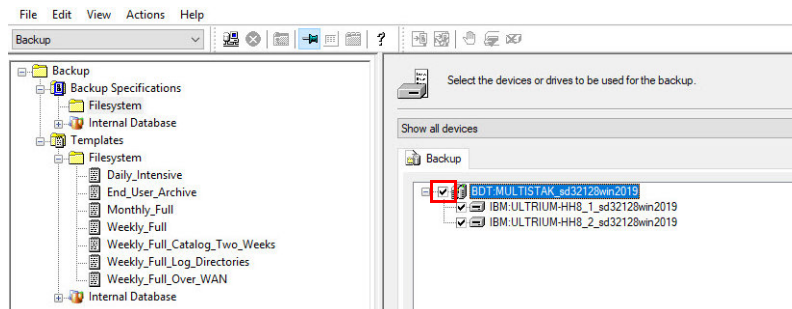 File Edit View Actions Help
Backup
?
Backup
Backup Specifications
Filesystem
Internal Database
Templates
Filesystem
Daily_Intensive
End_User_Archive
Monthly_Full
Weekly_Full
Weekly_Full_Catalog_Two_Weeks
Weekly_Full_Log_Directories
Weekly_Full_Over_WAN
Internal Database
Select the devices or drives to be used for the backup.
Show all devices
Backup
BDT:MULTISTAK_sd32128win2019
IBM:ULTRIUM-HH8_1_sd32128win2019
IBM:ULTRIUM-HH8_2_sd32128win2019